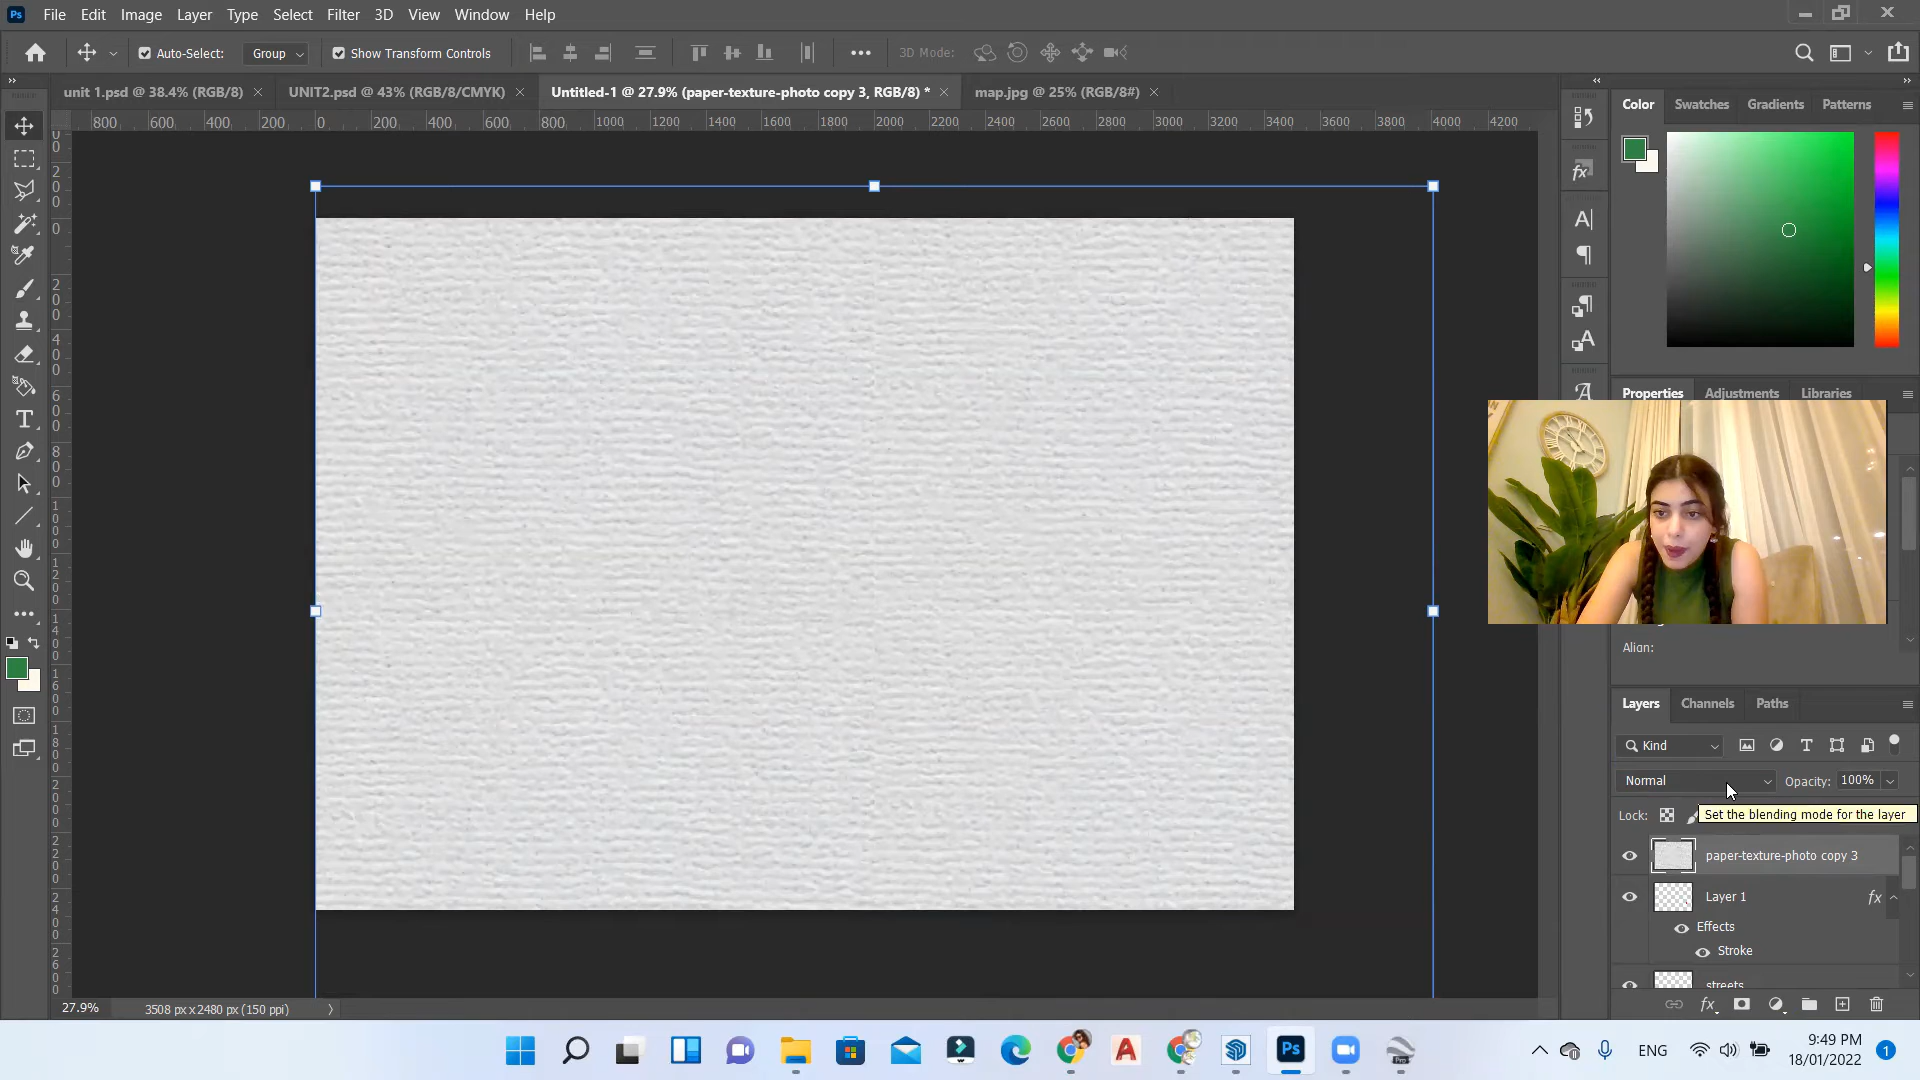 Ps File Edit Image Layer Type Select Filter 3D View Window Help
Auto-Select: Group Show Transform Controls 3D Mode:
unit 1.psd @ 38.4% (RGB/8) UNIT2.psd @ 43% (RGB/8/CMYK) Untitled-1 @ 27.9% (paper-texture-photo copy 3, RGB/8) * map.jpg @ 25% (RGB/8#)
800 600 400 200 0 200 400 600 800 1000 1200 1400 1600 1800 2000 2200 2400 2600 2800 3000 3200 3400 3600 3800 4000 4200
Color Swatches Gradients Patterns
Properties Adjustments Libraries
Align:
Layers Channels Paths
Kind
Normal Opacity: 100%
Lock:
Set the blending mode for the layer
paper-texture-photo copy 3
Layer 1 fx
Effects
Stroke
streets
27.9% 3508 px x 2480 px (150 ppi)
ENG 9:49 PM
18/01/2022 1